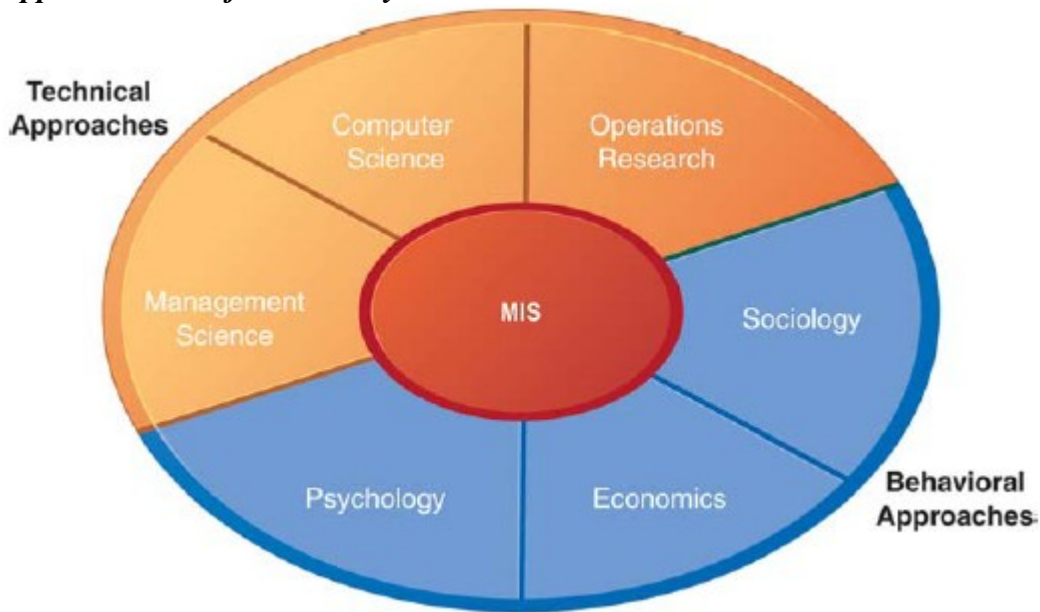 Technical
Approaches
Computer
Science
Operations
Research
Management
Science
MIS
Sociology
Psychology
Economics
Behavioral
Approaches